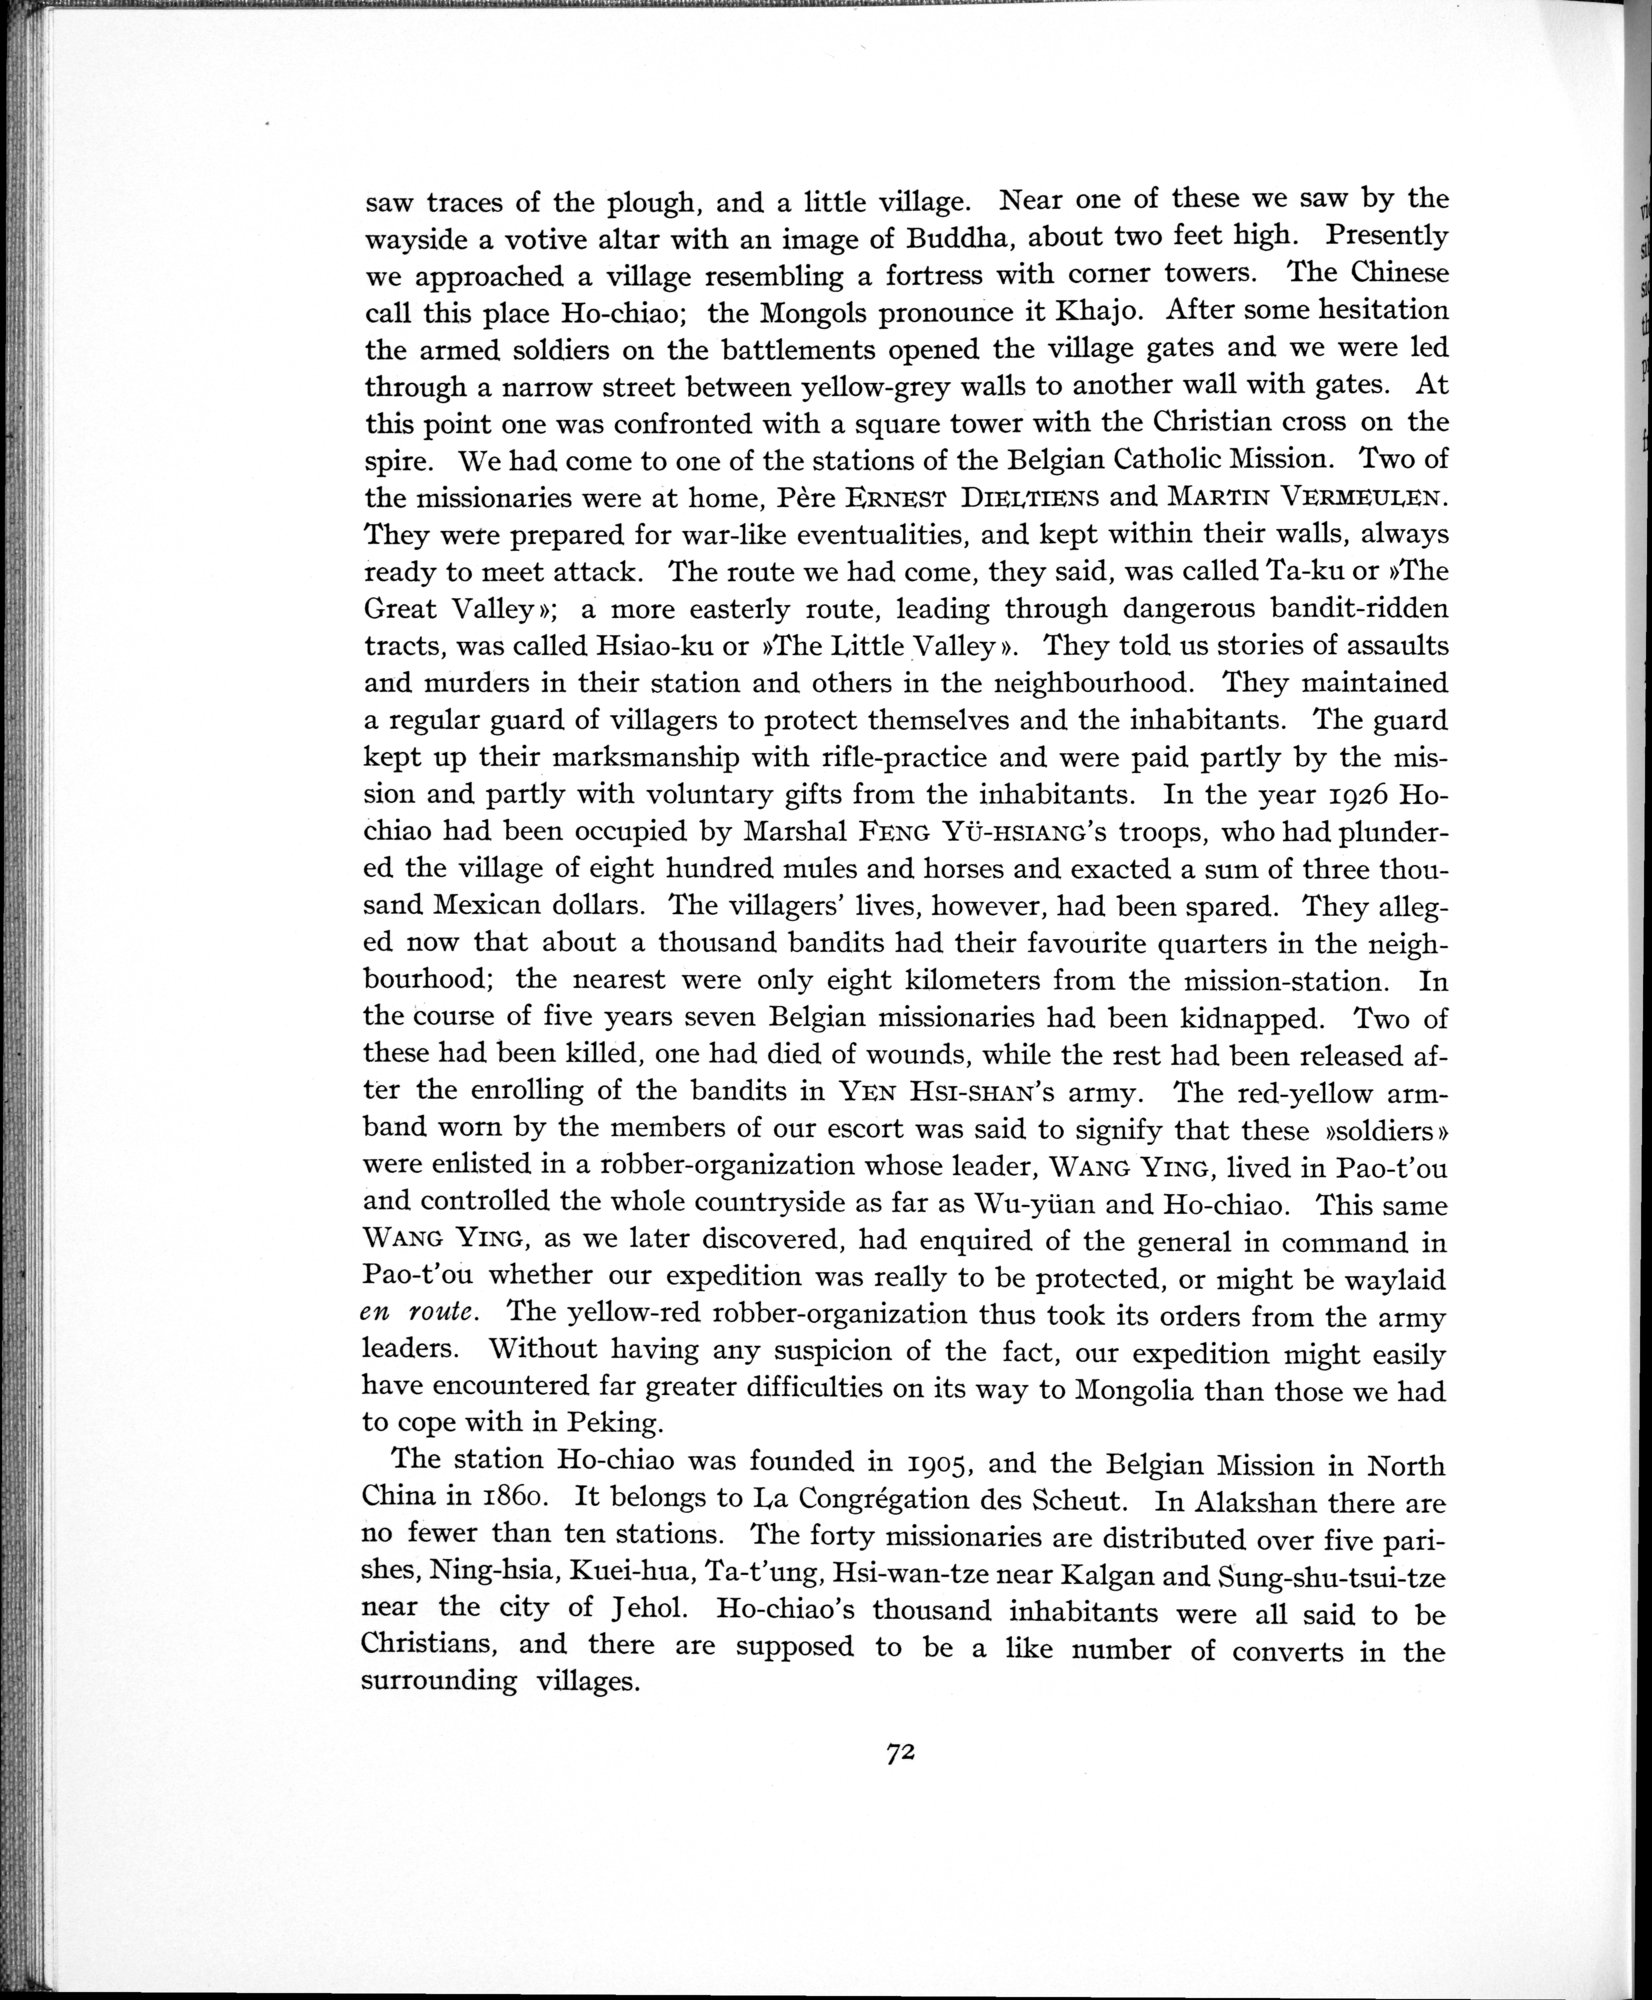 saw traces of the plough, and a little village. Near one of these we saw by the
wayside a votive altar with an image of Buddha, about two feet high. Presently
we approached a village resembling a fortress with corner towers. The Chinese
call this place Ho-chiao; the Mongols pronounce it Khajo. After some hesitation
the armed soldiers on the battlements opened the village gates and we were led
through a narrow street between yellow-grey walls to another wall with gates. At
this point one was confronted with a square tower with the Christian cross on the
spire. We had come to one of the stations of the Belgian Catholic Mission. Two of
the missionaries were at home, Père ERNEST DIELTIENS and MARTIN VERMEULEN.
They were prepared for war-like eventualities, and kept within their walls, always
ready to meet attack. The route we had come, they said, was called Ta-ku or »The
Great Valley»; a more easterly route, leading through dangerous bandit-ridden
tracts, was called Hsiao-ku or »The Little Valley». They told us stories of assaults
and murders in their station and others in the neighbourhood. They maintained
a regular guard of villagers to protect themselves and the inhabitants. The guard
kept up their marksmanship with rifle-practice and were paid partly by the mis-
sion and partly with voluntary gifts from the inhabitants. In the year 1926 Ho-
chiao had been occupied by Marshal FENG YÜ-HSIANG's troops, who had plunder-
ed the village of eight hundred mules and horses and exacted a sum of three thou-
sand Mexican dollars. The villagers' lives, however, had been spared. They alleg-
ed now that about a thousand bandits had their favourite quarters in the neigh-
bourhood; the nearest were only eight kilometers from the mission-station. In
the course of five years seven Belgian missionaries had been kidnapped. Two of
these had been killed, one had died of wounds, while the rest had been released af-
ter the enrolling of the bandits in YEN HSI-SHAN's army. The red-yellow arm-
band worn by the members of our escort was said to signify that these »soldiers»
were enlisted in a robber-organization whose leader, WANG YING, lived in Pao-t'ou
and controlled the whole countryside as far as Wu-yüan and Ho-chiao. This same
WANG YING, as we later discovered, had enquired of the general in command in
Pao-t'ou whether our expedition was really to be protected, or might be waylaid
en route. The yellow-red robber-organization thus took its orders from the army
leaders. Without having any suspicion of the fact, our expedition might easily
have encountered far greater difficulties on its way to Mongolia than those we had
to cope with in Peking.
The station Ho-chiao was founded in 1905, and the Belgian Mission in North
China in 1860. It belongs to La Congrégation des Scheut. In Alakshan there are
no fewer than ten stations. The forty missionaries are distributed over five pari-
shes, Ning-hsia, Kuei-hua, Ta-t'ung, Hsi-wan-tze near Kalgan and Sung-shu-tsui-tze
near the city of Jehol. Ho-chiao's thousand inhabitants were all said to be
Christians, and there are supposed to be a like number of converts in the
surrounding villages.
72